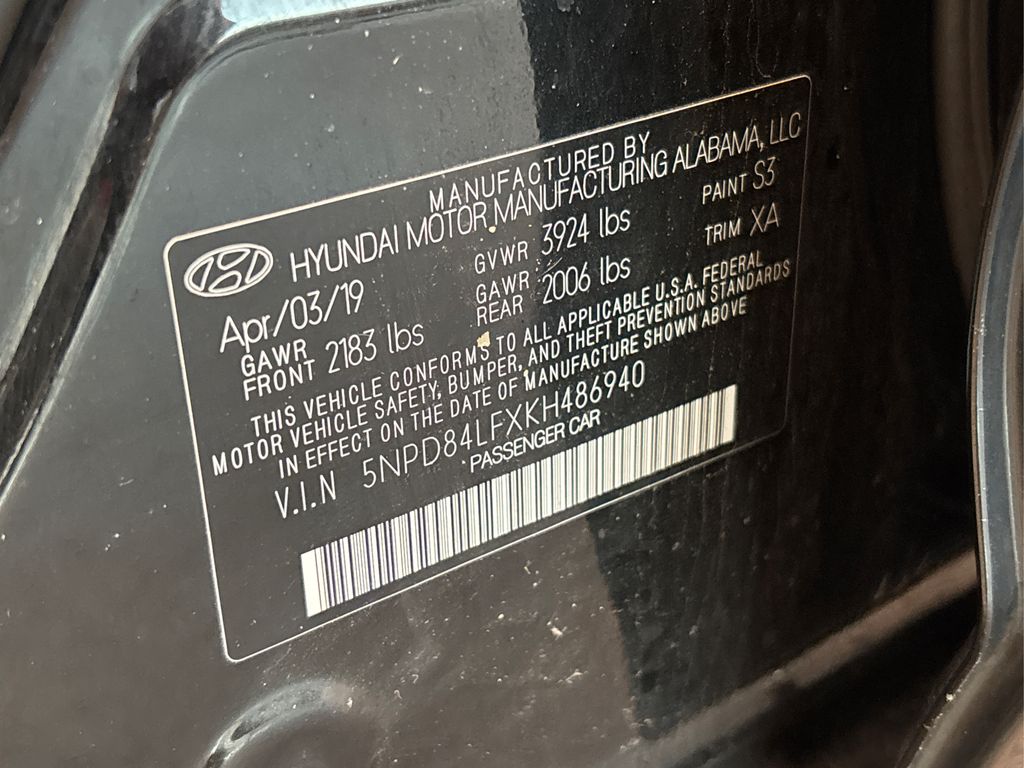 MANUFACTURED BY
HYUNDAI MOTOR MANUFACTURING ALABAMA, LLC
Apr/03/19 GVWR 3924 lbs PAINT S3
GAWR FRONT 2183 lbs GAWR REAR 2006 lbs TRIM XA
THIS VEHICLE CONFORMS TO ALL APPLICABLE U.S.A. FEDERAL
MOTOR VEHICLE SAFETY, BUMPER, AND THEFT PREVENTION STANDARDS
IN EFFECT ON THE DATE OF MANUFACTURE SHOWN ABOVE
V.I.N 5NPD84LFXKH486940
PASSENGER CAR